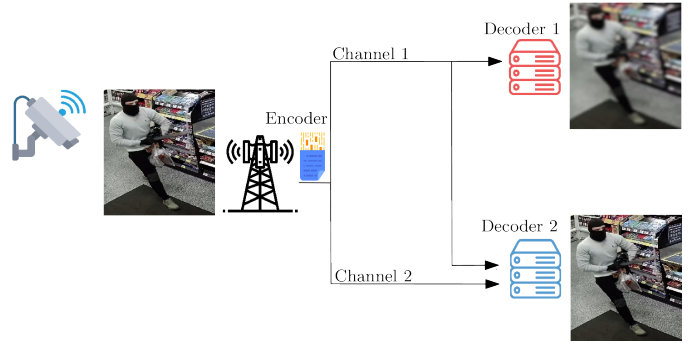 Decoder 1
Channel 1
Encoder
Decoder 2
Channel 2